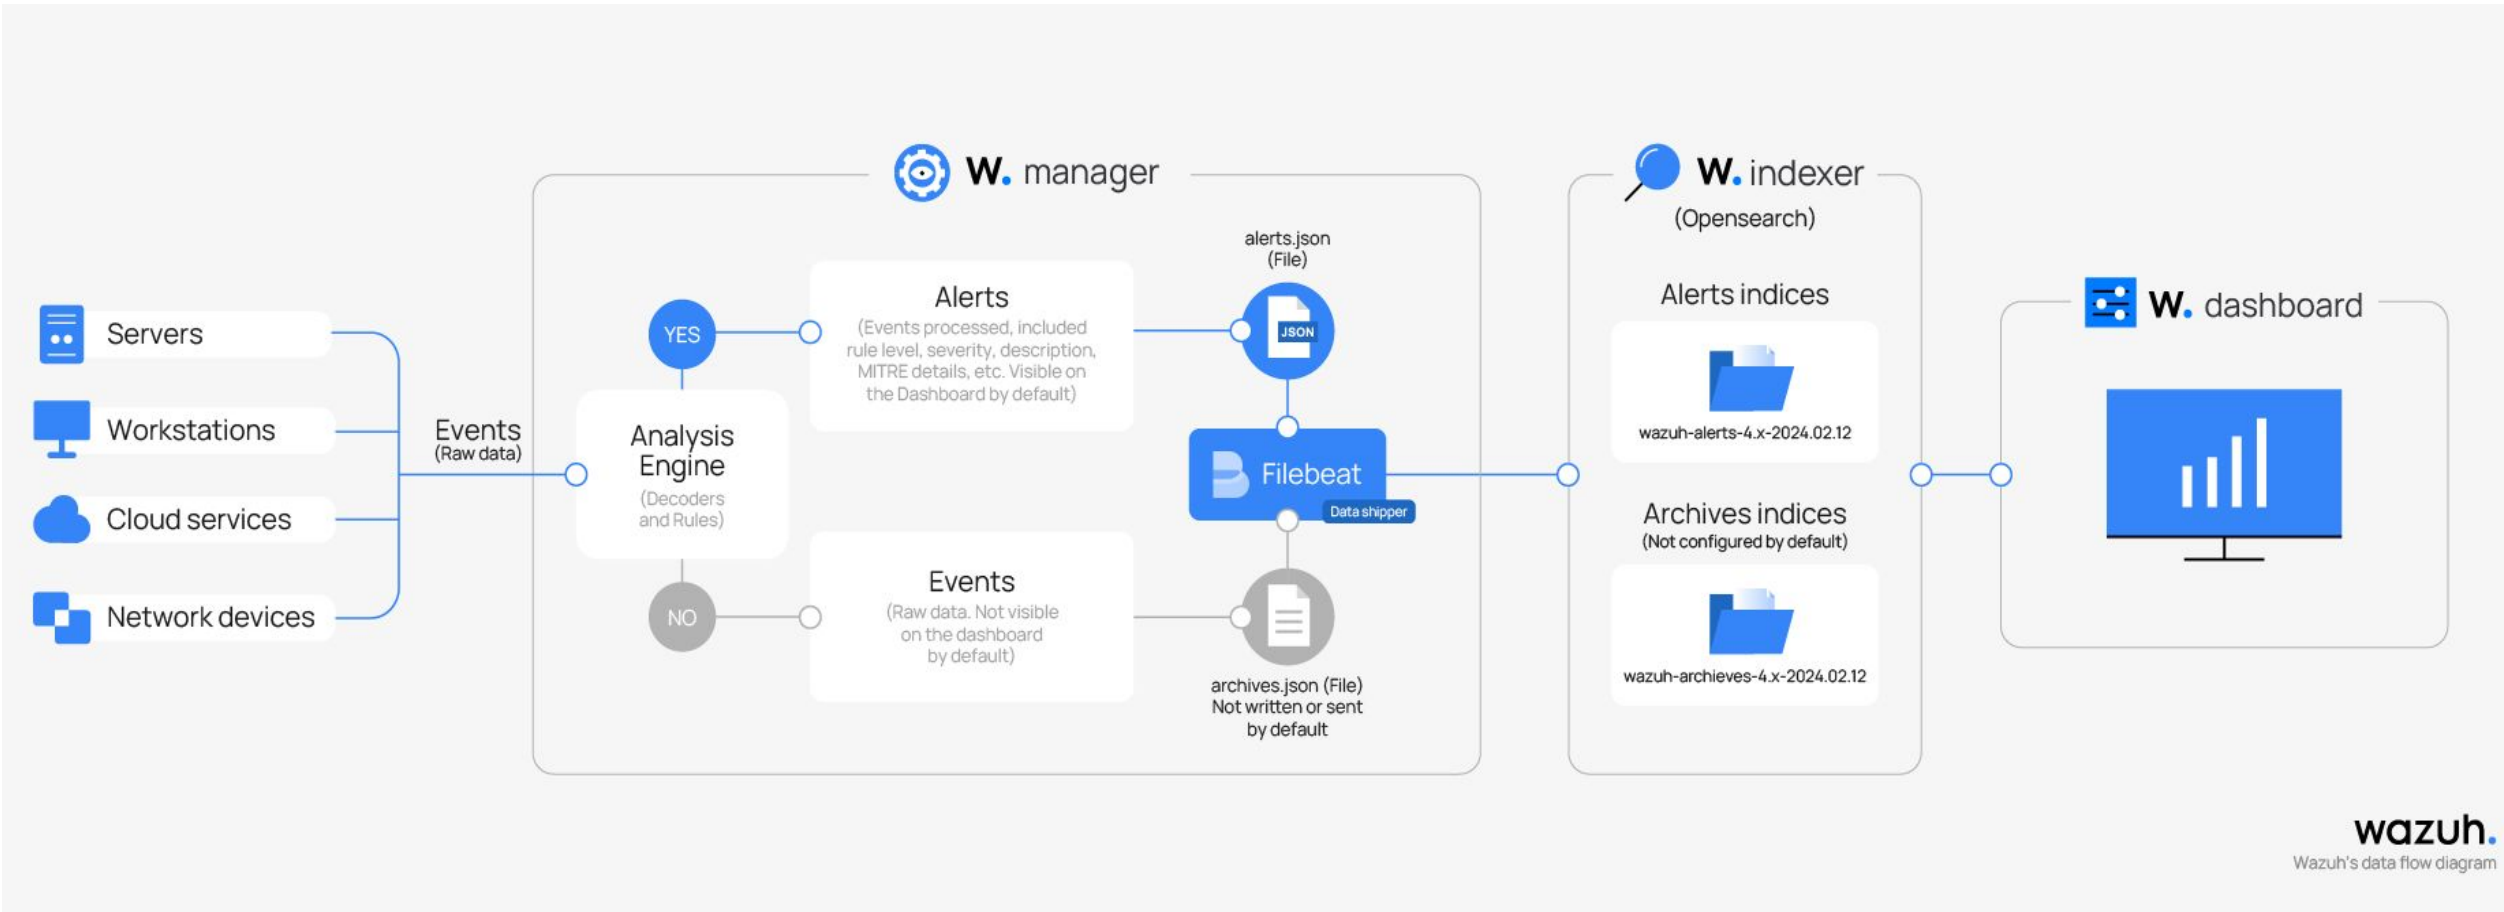 W. manager
W. indexer
(Opensearch)
alerts.json
(File)
Servers
Workstations
Cloud services
Network devices
Events
(Raw data)
YES
Analysis
Engine
(Decoders
and Rules)
NO
Alerts
(Events processed, included
rule level, severity, description,
MITRE details, etc. Visible on
the Dashboard by default)
JSON
Filebeat
Data shipper
Events
(Raw data. Not visible
on the dashboard
by default)
archives.json (File)
Not written or sent
by default
Alerts indices
wazuh-alerts-4.x-2024.02.12
Archives indices
(Not configured by default)
wazuh-archieves-4.x-2024.02.12
W. dashboard
wazuh.
Wazuh's data flow diagram